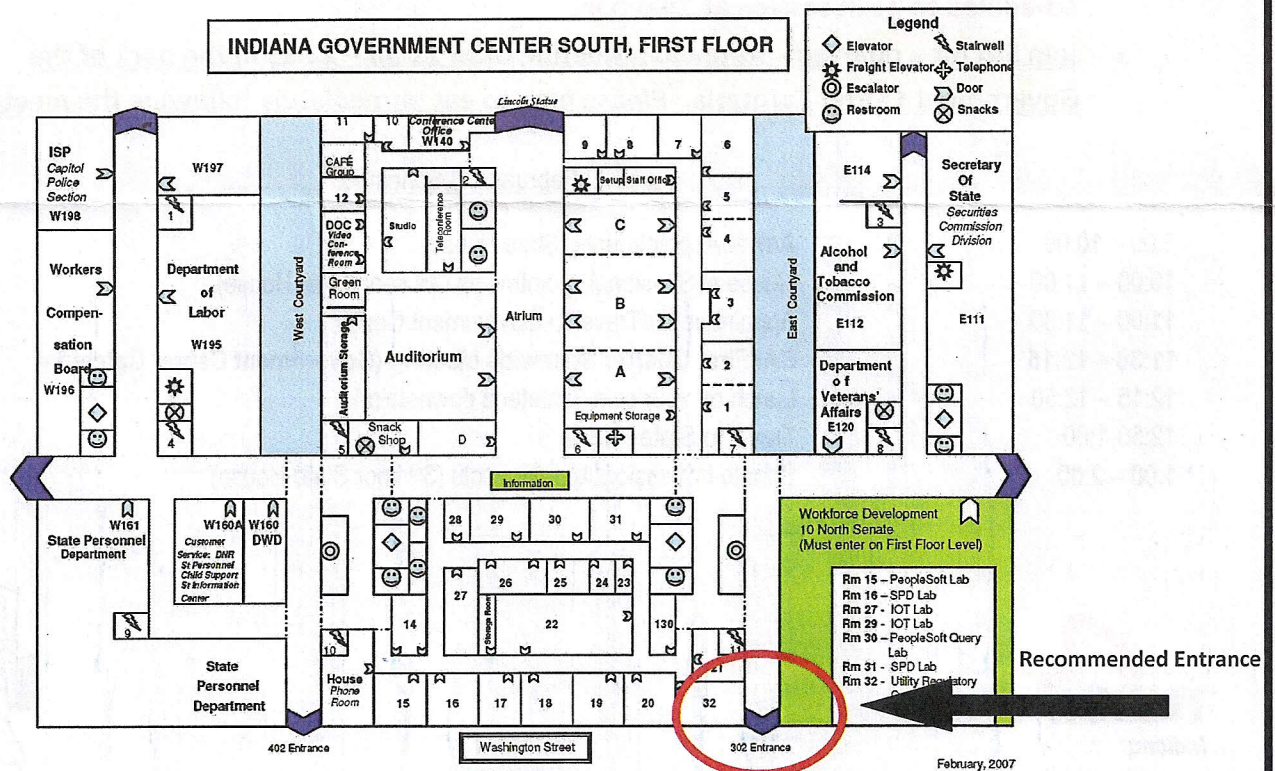 INDIANA GOVERNMENT CENTER SOUTH, FIRST FLOOR
Legend
Elevator
Stairwell
Freight Elevator
Telephone
Escalator
Door
Restroom
Snacks
Lincoln Statue
ISP
Capitol
Police
Section
W198
W197
1
Workers
Compen-
sation
Board
W196
Department
of
Labor
W195
4
West Courtyard
11
10
Conference Center
Office
W140
CAFÉ
Group
12
DOC
Video
Con-
ference
Room
Green
Room
Studio
Teleconference
Room
2
Auditorium Storage
Auditorium
5
Snack
Shop
D
Atrium
9
8
7
6
Setup Staff Office
C
B
A
Equipment Storage
6
5
4
3
2
1
7
East Courtyard
E114
3
Alcohol
and
Tobacco
Commission
E112
Department
of
Veterans'
Affairs
E120
8
Secretary
Of
State
Securities
Commission
Division
E111
Information
W161
State Personnel
Department
W160A
Customer
Service: DNR
St Personnel
Child Support
St Information
Center
W160
DWD
9
State
Personnel
Department
10
House
Phone
Room
14
28
29
30
31
27
26
25
24
23
Storage Room
22
130
11
21
15
16
17
18
19
20
32
Workforce Development
10 North Senate
(Must enter on First Floor Level)
Rm 15 – PeopleSoft Lab
Rm 16 – SPD Lab
Rm 27 - IOT Lab
Rm 29 - IOT Lab
Rm 30 – PeopleSoft Query
Lab
Rm 31 - SPD Lab
Rm 32 - Utility Regulatory
Recommended Entrance
402 Entrance
Washington Street
302 Entrance
February, 2007